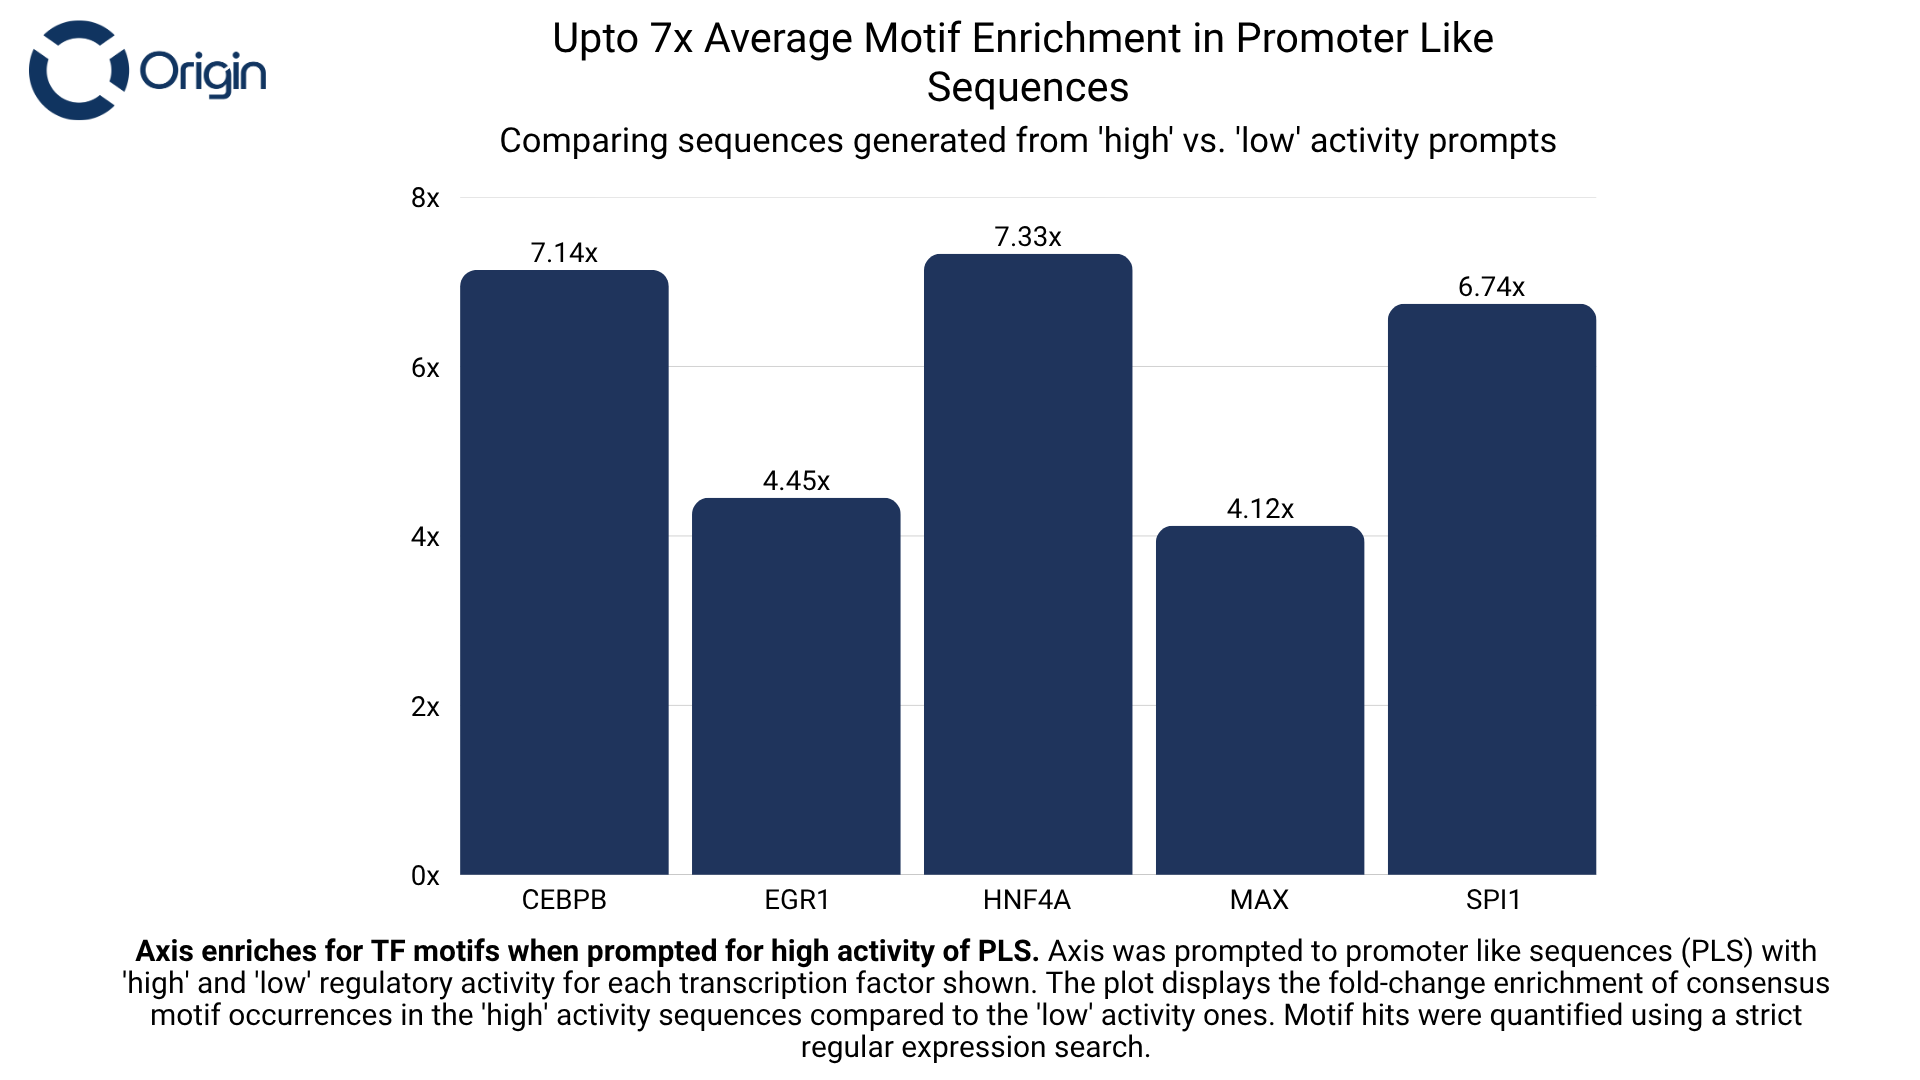 Origin
Upto 7x Average Motif Enrichment in Promoter Like
Sequences
Comparing sequences generated from 'high' vs. 'low' activity prompts
8x
7.14x
7.33x
6.74x
6x
4.45x
4.12x
4x
2x
0x
CEBPB
EGR1
HNF4A
MAX
SPI1
Axis enriches for TF motifs when prompted for high activity of PLS. Axis was prompted to promoter like sequences (PLS) with
'high' and 'low' regulatory activity for each transcription factor shown. The plot displays the fold-change enrichment of consensus
motif occurrences in the 'high' activity sequences compared to the 'low' activity ones. Motif hits were quantified using a strict
regular expression search.